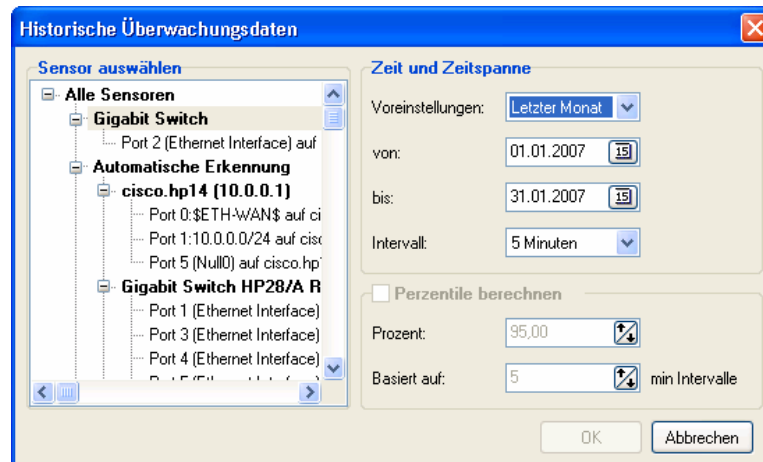 Historische Überwachungsdaten
Sensor auswählen
Alle Sensoren
Gigabit Switch
Port 2 (Ethernet Interface) auf
Automatische Erkennung
cisco.hp14 (10.0.0.1)
Port 0:$ETH-WAN$ auf ci
Port 1:10.0.0.0/24 auf cisc
Port 5 (Null0) auf cisco.hp
Gigabit Switch HP28/A R
Port 1 (Ethernet Interface)
Port 3 (Ethernet Interface)
Port 4 (Ethernet Interface)
Zeit und Zeitspanne
Voreinstellungen: Letzter Monat
von: 01.01.2007 15
bis: 31.01.2007 15
Intervall: 5 Minuten
Perzentile berechnen
Prozent: 95,00
Basiert auf: 5 min Intervalle
OK Abbrechen